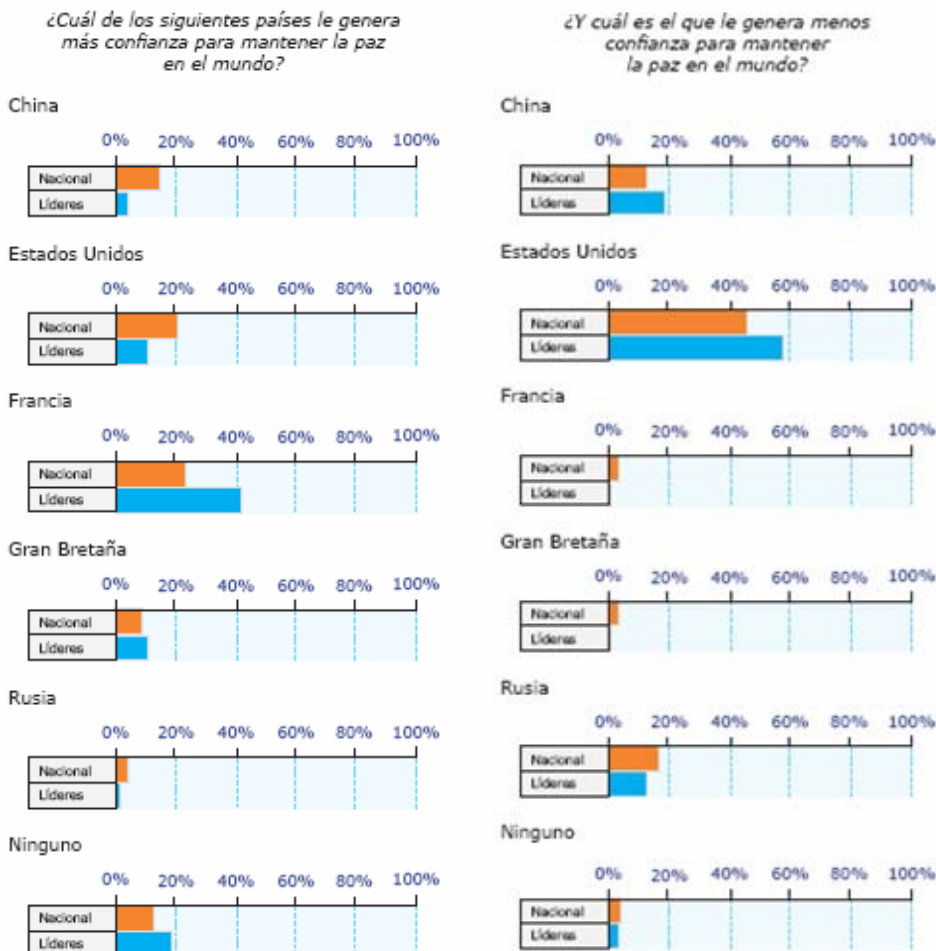 ¿Cuál de los siguientes países le genera
más confianza para mantener la paz
en el mundo?
China
0% 20% 40% 60% 80% 100%
Nacional
Líderes
Estados Unidos
0% 20% 40% 60% 80% 100%
Nacional
Líderes
Francia
0% 20% 40% 60% 80% 100%
Nacional
Líderes
Gran Bretaña
0% 20% 40% 60% 80% 100%
Nacional
Líderes
Rusia
0% 20% 40% 60% 80% 100%
Nacional
Líderes
Ninguno
0% 20% 40% 60% 80% 100%
Nacional
Líderes
¿Y cuál es el que le genera menos
confianza para mantener
la paz en el mundo?
China
0% 20% 40% 60% 80% 100%
Nacional
Líderes
Estados Unidos
0% 20% 40% 60% 80% 100%
Nacional
Líderes
Francia
0% 20% 40% 60% 80% 100%
Nacional
Líderes
Gran Bretaña
0% 20% 40% 60% 80% 100%
Nacional
Líderes
Rusia
0% 20% 40% 60% 80% 100%
Nacional
Líderes
Ninguno
0% 20% 40% 60% 80% 100%
Nacional
Líderes